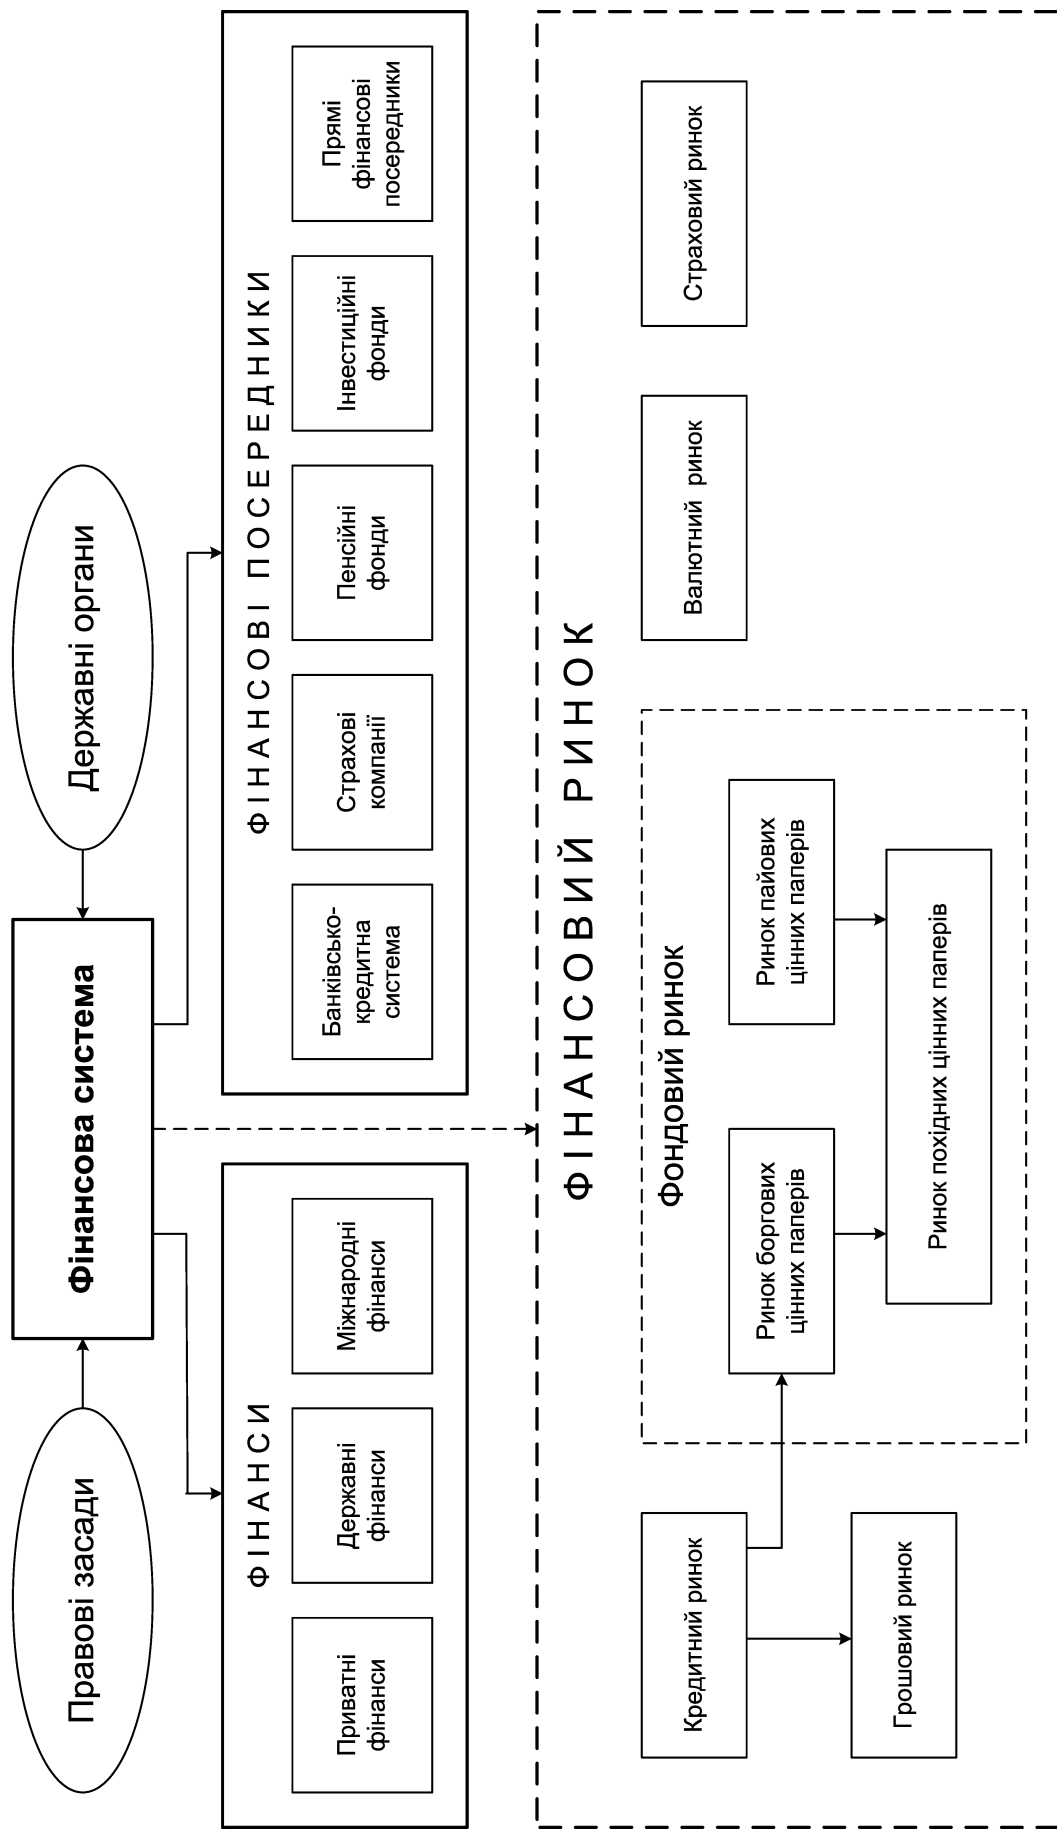 Правові засади
Фінансова система
Державні органи
ФІНАНСИ
Приватні
фінанси
Державні
фінанси
Міжнародні
фінанси
ФІНАНСОВІ ПОСЕРЕДНИКИ
Банківсько-
кредитна
система
Страхові
компанії
Пенсійні
фонди
Інвестиційні
фонди
Прямі
фінансові
посередники
ФІНАНСОВИЙ РИНОК
Кредитний ринок
Грошовий ринок
Фондовий ринок
Ринок боргових
цінних паперів
Ринок пайових
цінних паперів
Ринок похідних цінних паперів
Валютний ринок
Страховий ринок